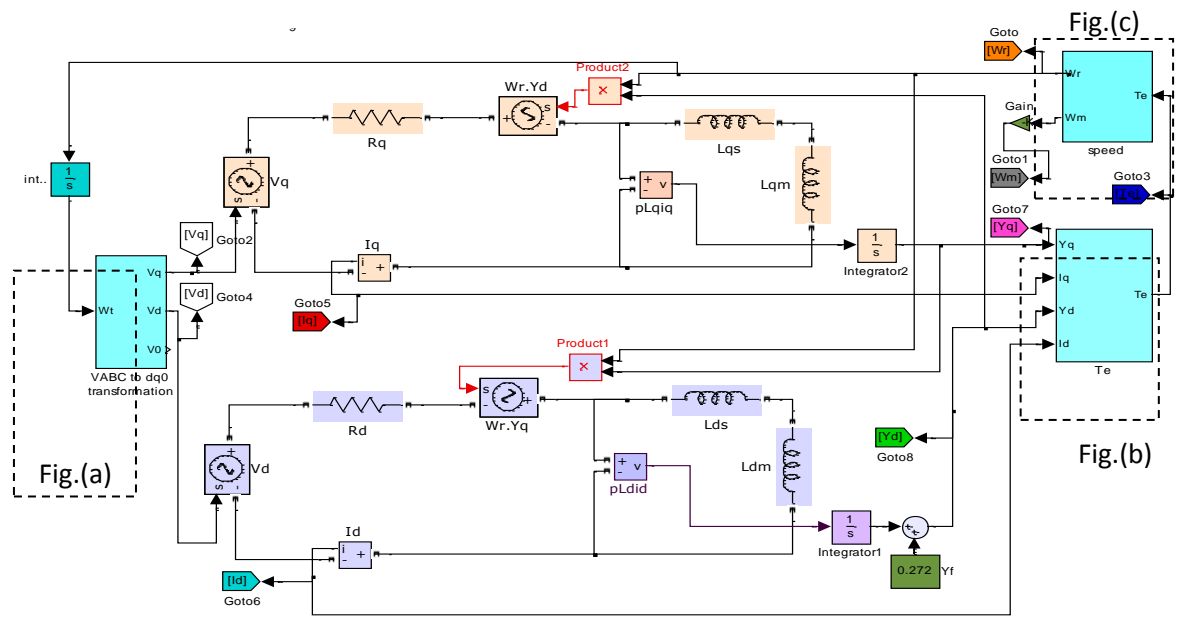 Fig.(c)
Goto
[Wr]
Product2
×
Wr
Te
Wm
speed
Gain
Goto1
[Wm]
Goto3
Wr.Yd
+
s
-
Rq
Lqs
Lqm
int..
1
s
Vq
+
s
-
+
-
v
pLqiq
Goto7
[Yq]
[Vq]
Goto2
Iq
i
-
+
1
s
Integrator2
Yq
Iq
Yd
Id
Te
Te
Wt
Vq
Vd
V0
VABC to dq0
transformation
[Vd]
Goto4
Goto5
[Iq]
Product1
×
s
-
+
Wr.Yq
Rd
Lds
Ldm
Vd
+
s
-
+
-
v
pLdid
[Yd]
Goto8
Fig.(b)
Fig.(a)
Id
i
-
+
1
s
Integrator1
+
+
0.272
Yf
[Id]
Goto6